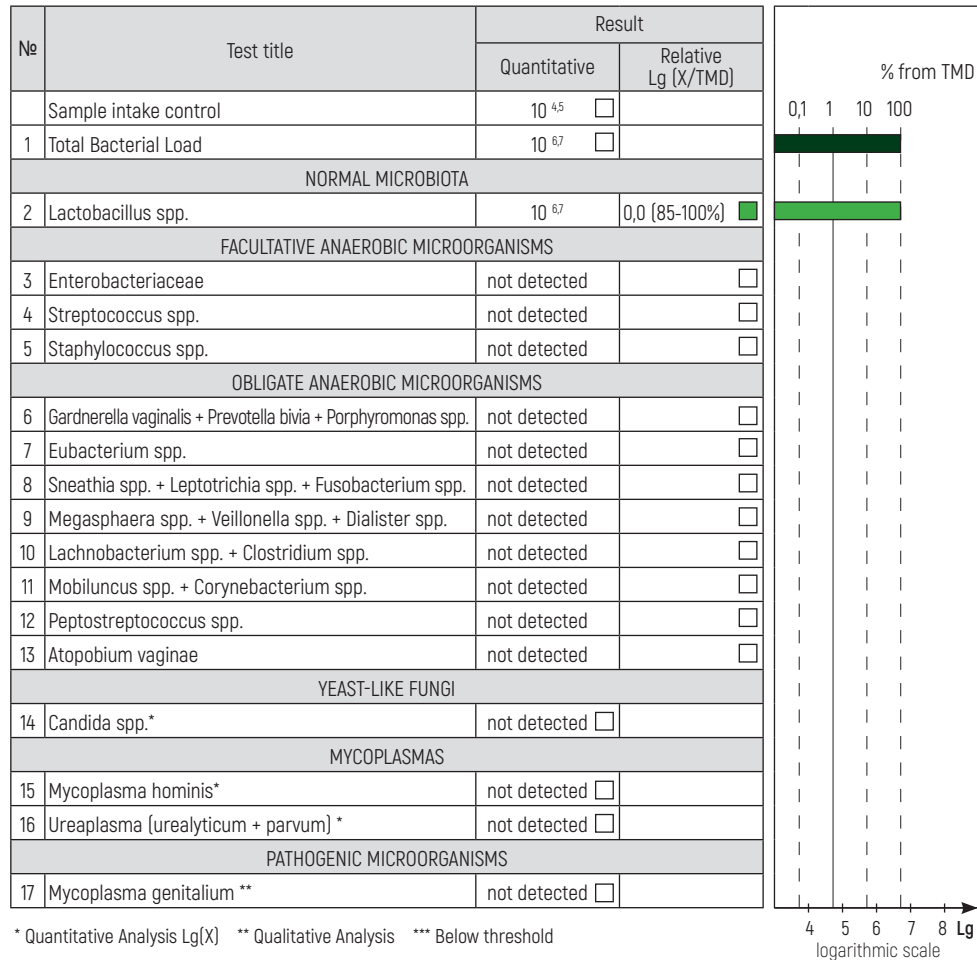 № Test title Result
Quantitative Relative Lg (X/TMD)
% from TMD
0,1 1 10 100
Sample intake control 10 4,5
1 Total Bacterial Load 10 6,7
NORMAL MICROBIOTA
2 Lactobacillus spp. 10 6,7 0,0 (85-100%)
FACULTATIVE ANAEROBIC MICROORGANISMS
3 Enterobacteriaceae not detected
4 Streptococcus spp. not detected
5 Staphylococcus spp. not detected
OBLIGATE ANAEROBIC MICROORGANISMS
6 Gardnerella vaginalis + Prevotella bivia + Porphyromonas spp. not detected
7 Eubacterium spp. not detected
8 Sneathia spp. + Leptotrichia spp. + Fusobacterium spp. not detected
9 Megasphaera spp. + Veillonella spp. + Dialister spp. not detected
10 Lachnobacterium spp. + Clostridium spp. not detected
11 Mobiluncus spp. + Corynebacterium spp. not detected
12 Peptostreptococcus spp. not detected
13 Atopobium vaginae not detected
YEAST-LIKE FUNGI
14 Candida spp.* not detected
MYCOPLASMAS
15 Mycoplasma hominis* not detected
16 Ureaplasma (urealyticum + parvum) * not detected
PATHOGENIC MICROORGANISMS
17 Mycoplasma genitalium ** not detected
* Quantitative Analysis Lg(X) ** Qualitative Analysis *** Below threshold
4 5 6 7 8 Lg
logarithmic scale